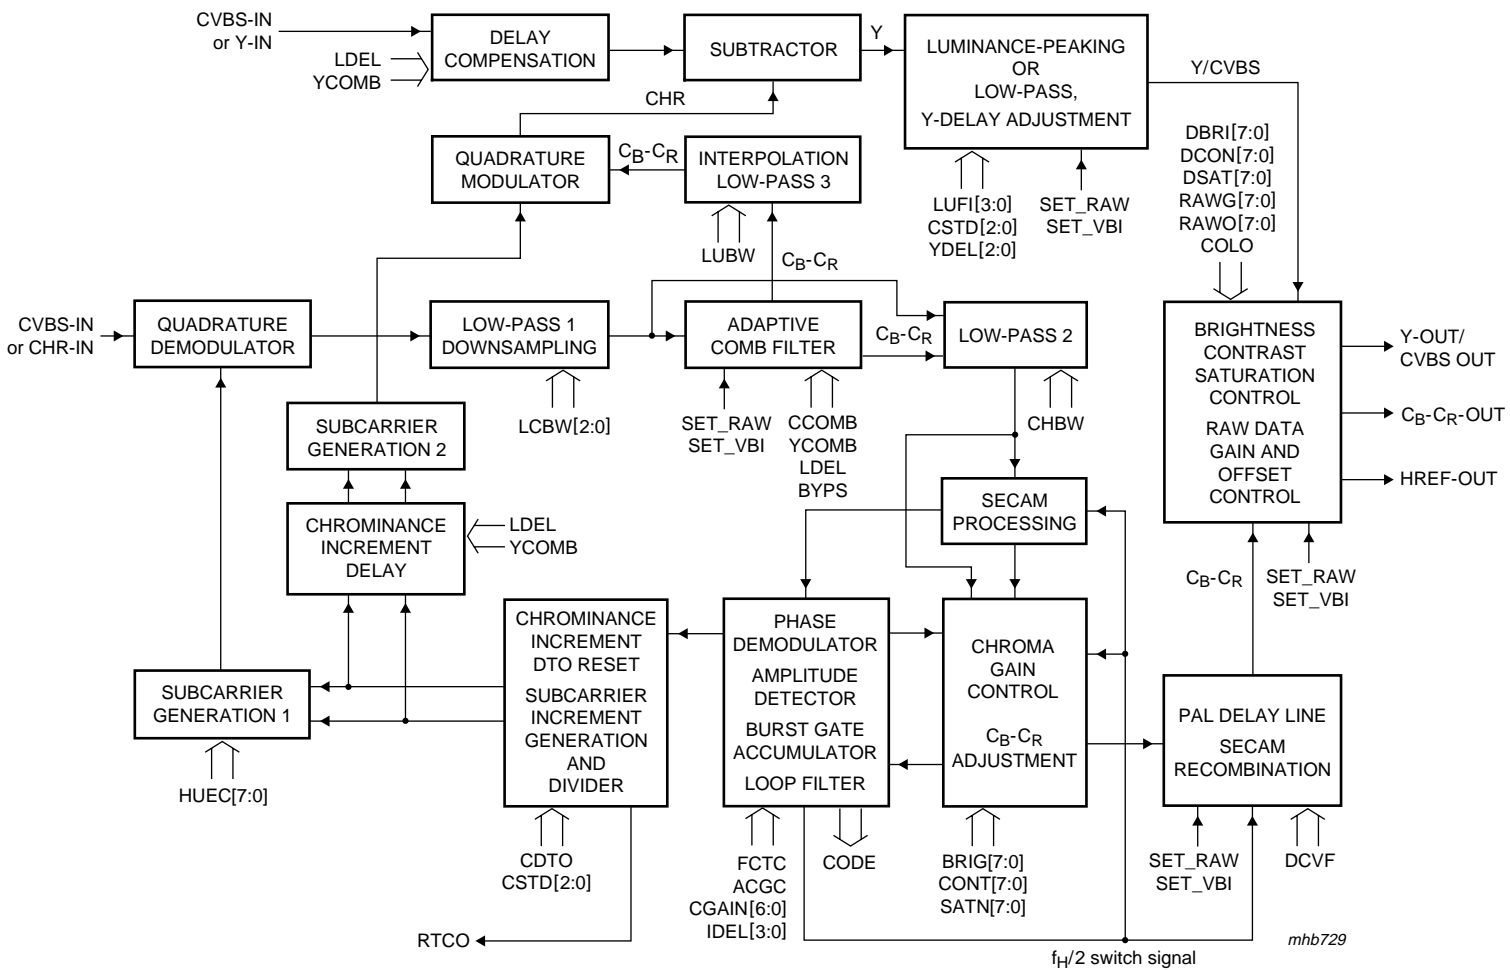 CVBS-IN
or Y-IN
LDEL
YCOMB
DELAY
COMPENSATION
SUBTRACTOR
Y
LUMINANCE-PEAKING
OR
LOW-PASS,
Y-DELAY ADJUSTMENT
Y/CVBS
CHR
QUADRATURE
MODULATOR
CB-CR
INTERPOLATION
LOW-PASS 3
LUBW
LUFI[3:0]
CSTD[2:0]
YDEL[2:0]
SET_RAW
SET_VBI
DBRI[7:0]
DCON[7:0]
DSAT[7:0]
RAWG[7:0]
RAWO[7:0]
COLO
CB-CR
CVBS-IN
or CHR-IN
QUADRATURE
DEMODULATOR
LOW-PASS 1
DOWNSAMPLING
ADAPTIVE
COMB FILTER
CB-CR
LOW-PASS 2
BRIGHTNESS
CONTRAST
SATURATION
CONTROL
RAW DATA
GAIN AND
OFFSET
CONTROL
Y-OUT/
CVBS OUT
CB-CR-OUT
HREF-OUT
LCBW[2:0]
SET_RAW
SET_VBI
CCOMB
YCOMB
LDEL
BYPS
CHBW
SUBCARRIER
GENERATION 2
CHROMINANCE
INCREMENT
DELAY
LDEL
YCOMB
SECAM
PROCESSING
CB-CR
SET_RAW
SET_VBI
SUBCARRIER
GENERATION 1
HUEC[7:0]
CHROMINANCE
INCREMENT
DTO RESET
SUBCARRIER
INCREMENT
GENERATION
AND
DIVIDER
PHASE
DEMODULATOR
AMPLITUDE
DETECTOR
BURST GATE
ACCUMULATOR
LOOP FILTER
CHROMA
GAIN
CONTROL
CB-CR
ADJUSTMENT
PAL DELAY LINE
SECAM
RECOMBINATION
CDTO
CSTD[2:0]
FCTC
ACGC
CGAIN[6:0]
IDEL[3:0]
CODE
BRIG[7:0]
CONT[7:0]
SATN[7:0]
SET_RAW
SET_VBI
DCVF
RTCO
fH/2 switch signal
mhb729